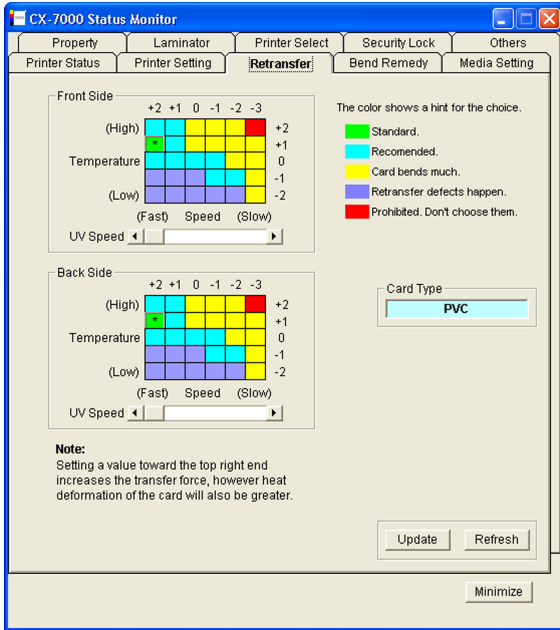 CX-7000 Status Monitor
Property Laminator Printer Select Security Lock Others
Printer Status Printer Setting Retransfer Bend Remedy Media Setting
Front Side
+2 +1 0 -1 -2 -3
(High) +2
* +1
Temperature 0
-1
(Low) -2
(Fast) Speed (Slow)
UV Speed
The color shows a hint for the choice.
Standard.
Recomended.
Card bends much.
Retransfer defects happen.
Prohibited. Don't choose them.
Back Side
+2 +1 0 -1 -2 -3
(High) +2
* +1
Temperature 0
-1
(Low) -2
(Fast) Speed (Slow)
UV Speed
Card Type
PVC
Note:
Setting a value toward the top right end
increases the transfer force, however heat
deformation of the card will also be greater.
Update Refresh
Minimize